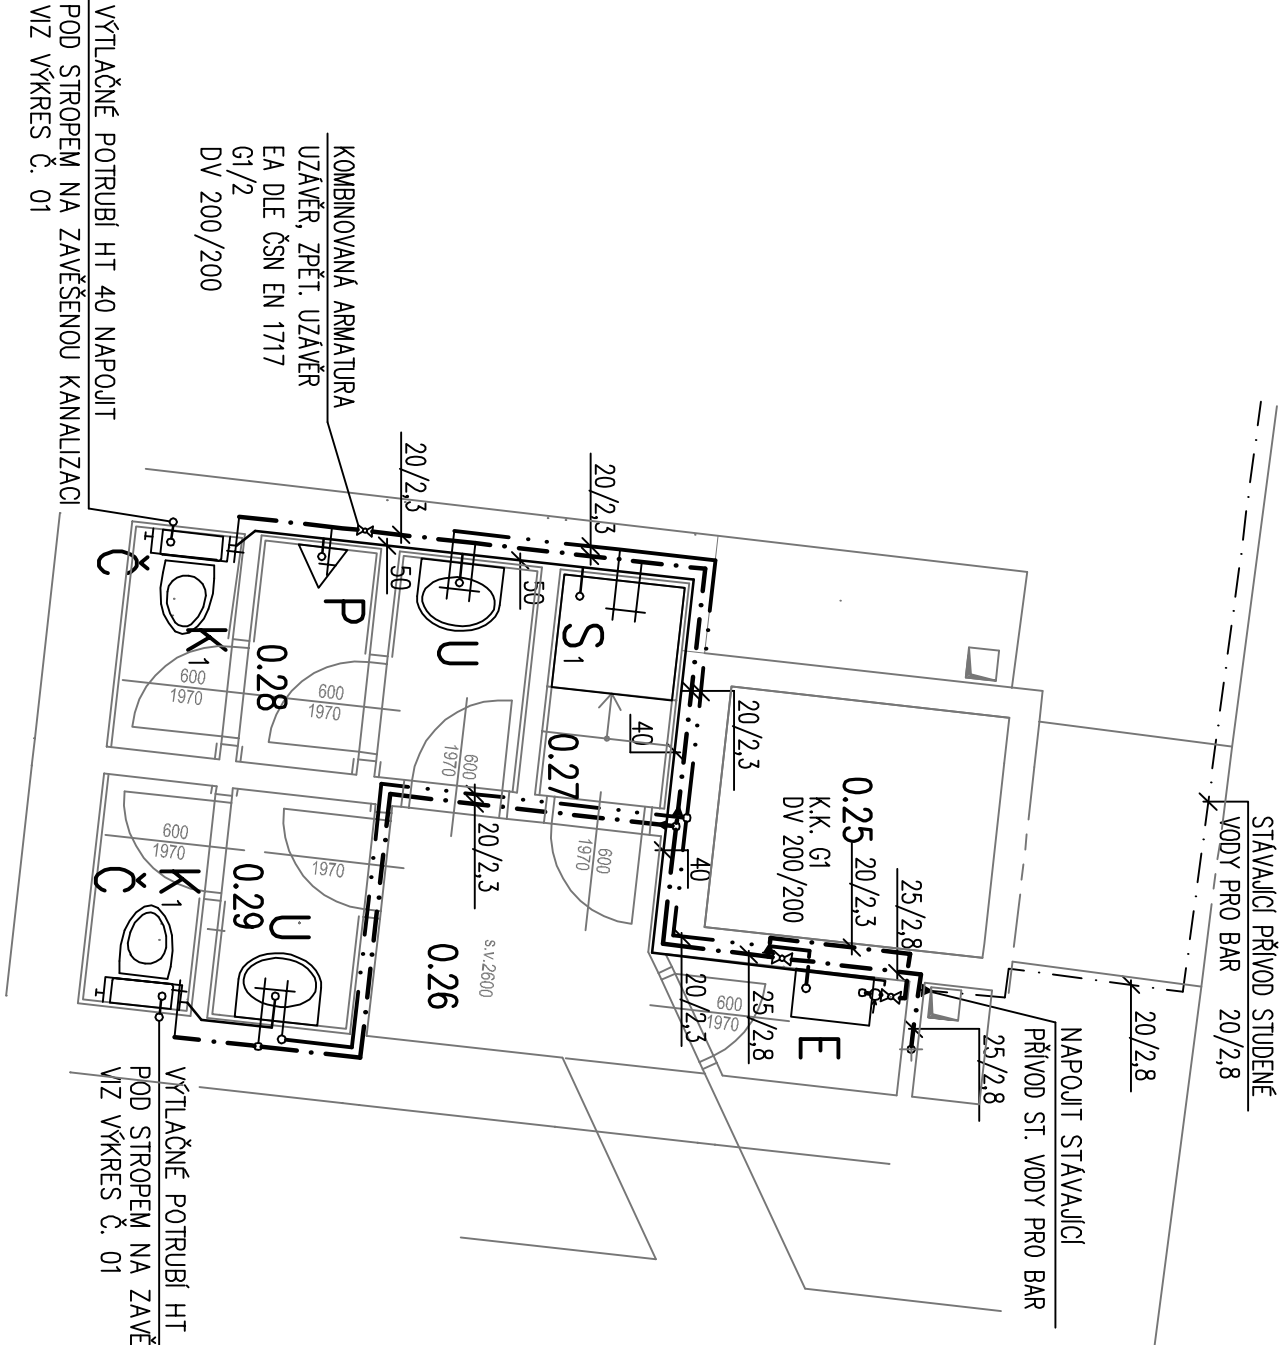 VÝTLAČNÉ POTRUBÍ HT 40 NAPOJIT
POD STROPEM NA ZAVĚŠENOU KANALIZACI
VIZ VÝKRES Č. 01
KOMBINOVANÁ ARMATURA
UZÁVĚR, ZPĚT. UZÁVĚR
EA DLE ČSN EN 1717
G1/2
DV 200/200
STÁVAJÍCÍ PŘÍVOD STUDENÉ
VODY PRO BAR 20/2,8
20/2,8
NAPOJIT STÁVAJÍCÍ
PŘÍVOD ST. VODY PRO BAR
25/2,8
25/2,8
20/2,3
0.25
K.K. G1
DV 200/200
20/2,3
20/2,3
20/2,3
50
50
40
40
20/2,3
20/2,3
25/2,8
E
600
1970
S1
0.27
600
1970
U
600
1970
P
0.28
600
1970
K1
Č
600
1970
0.26
s.v.2600
U
0.29
1970
K1
Č
600
1970
VÝTLAČNÉ POTRUBÍ HT
POD STROPEM NA ZAVĚ
VIZ VÝKRES Č. 01